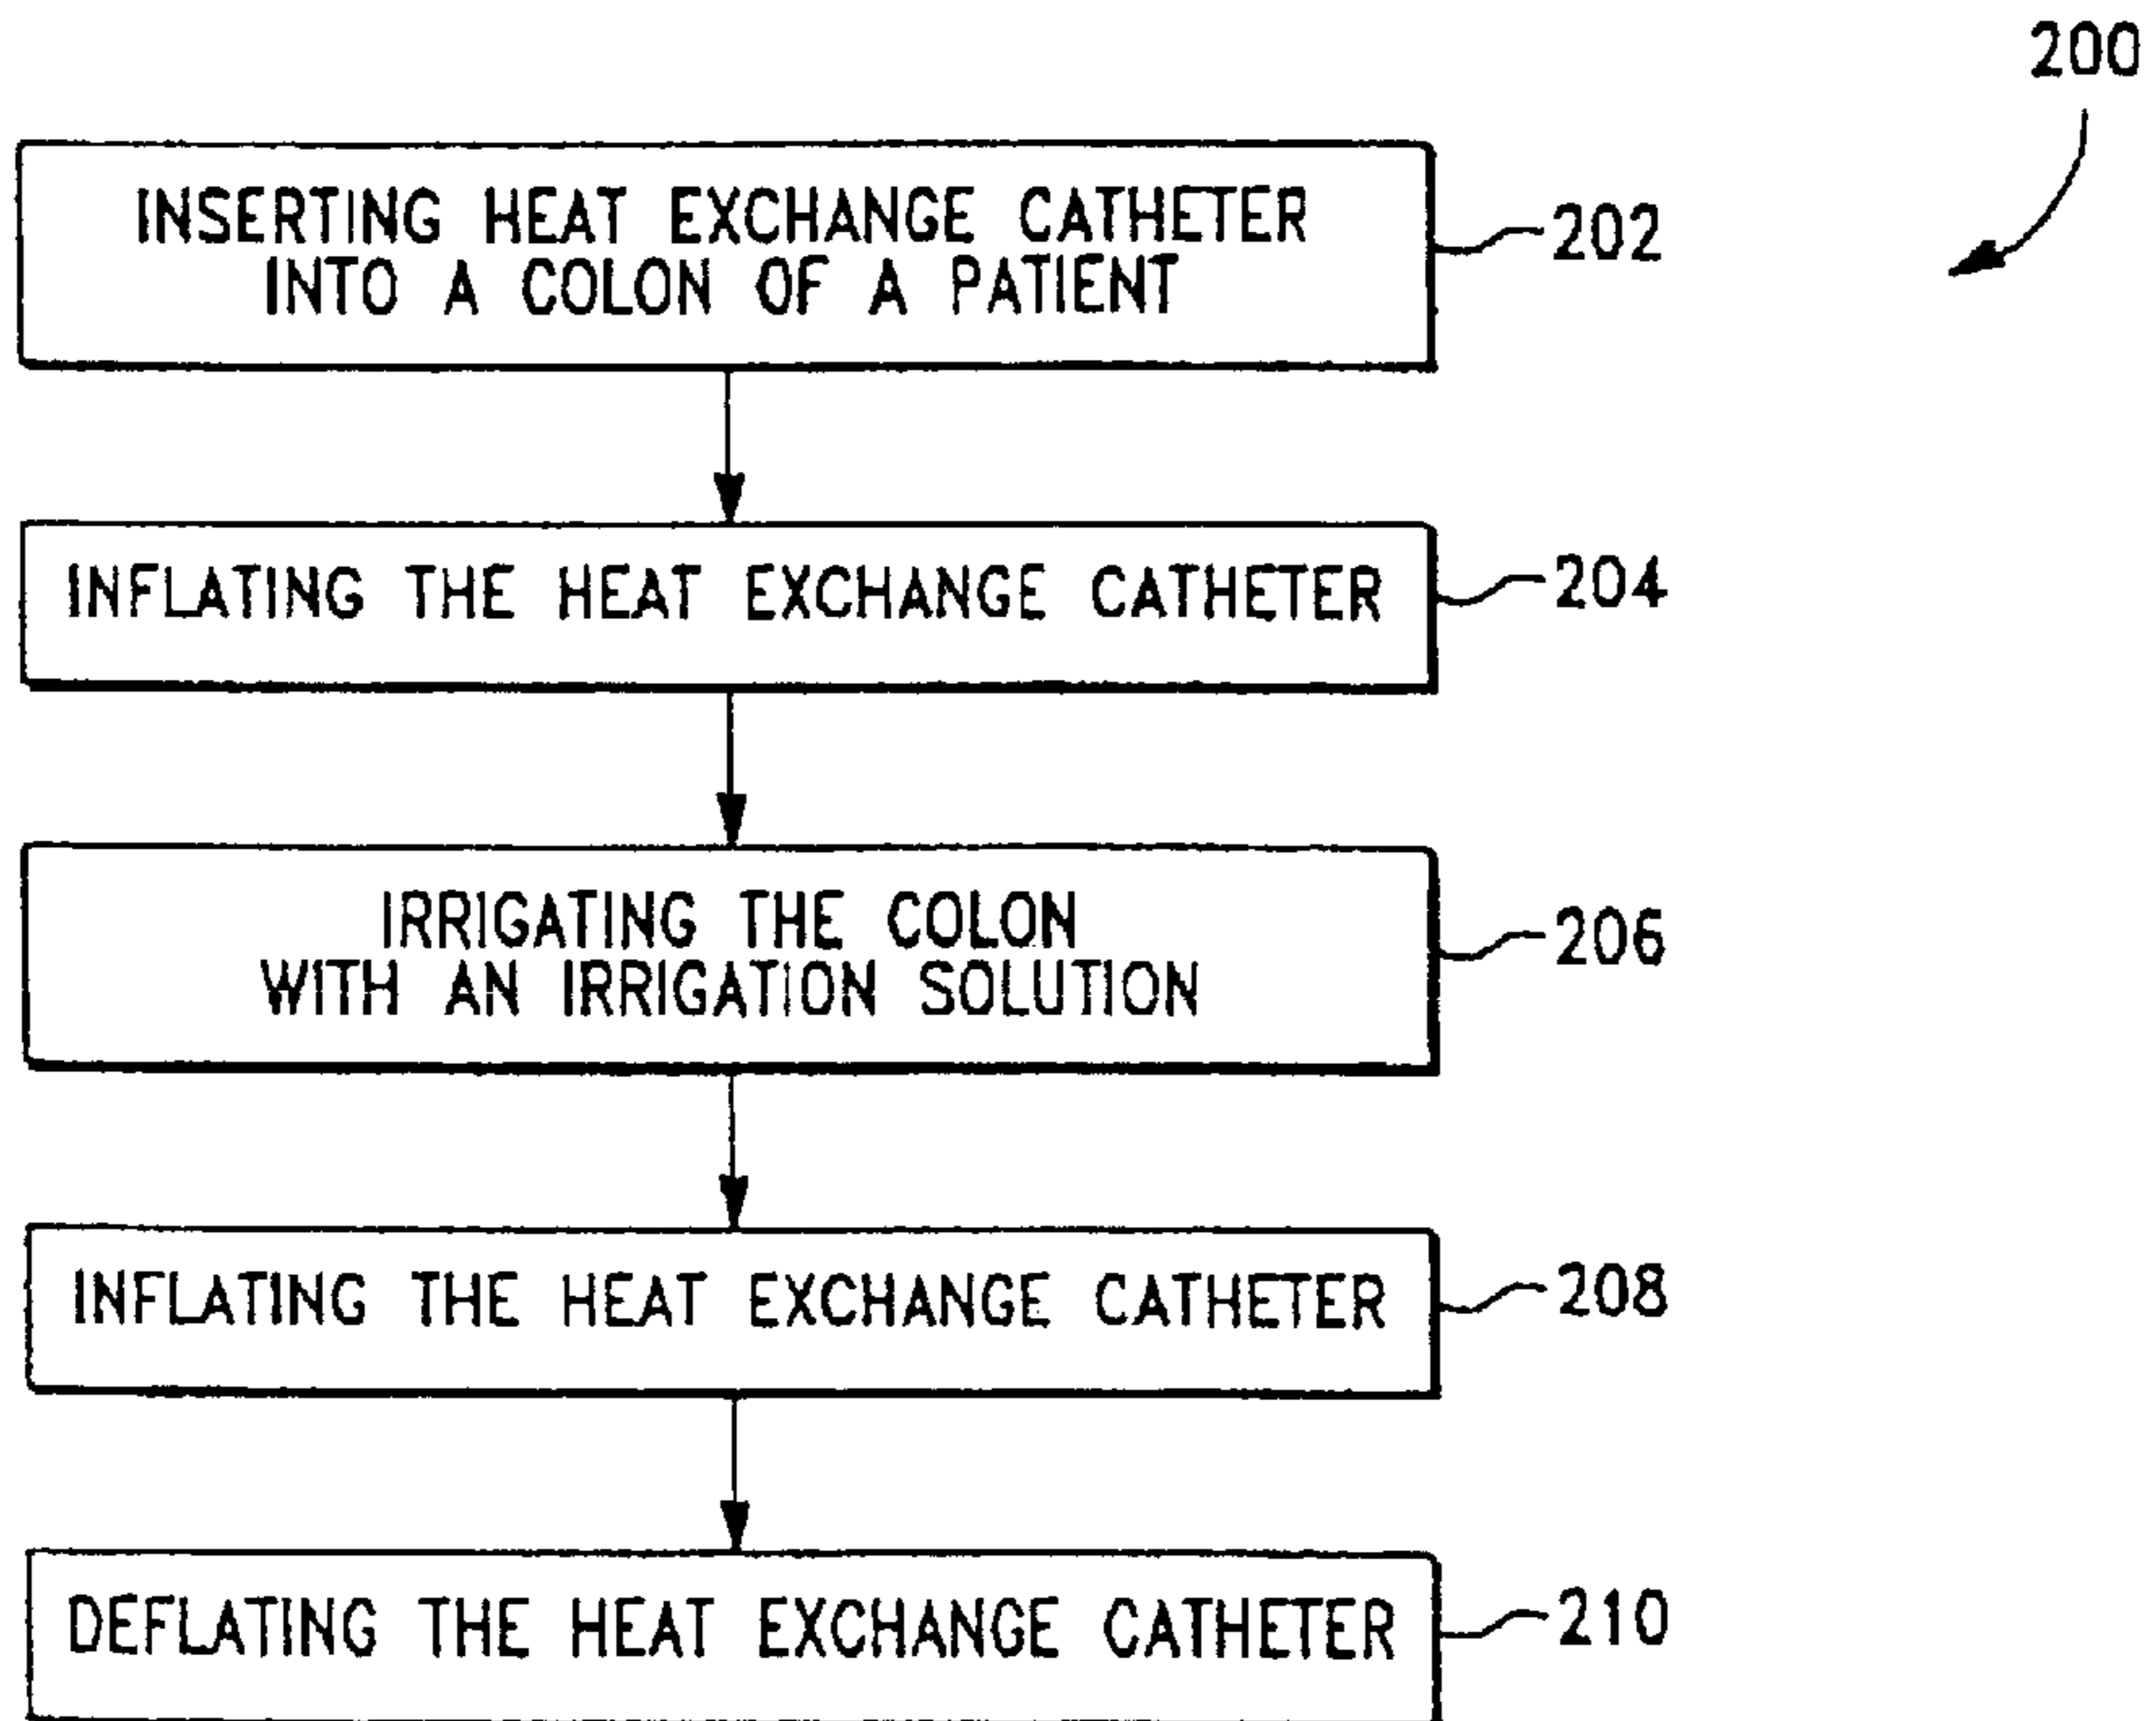 200
INSERTING HEAT EXCHANGE CATHETER
INTO A COLON OF A PATIENT
202
INFLATING THE HEAT EXCHANGE CATHETER
204
IRRIGATING THE COLON
WITH AN IRRIGATION SOLUTION
206
INFLATING THE HEAT EXCHANGE CATHETER
208
DEFLATING THE HEAT EXCHANGE CATHETER
210